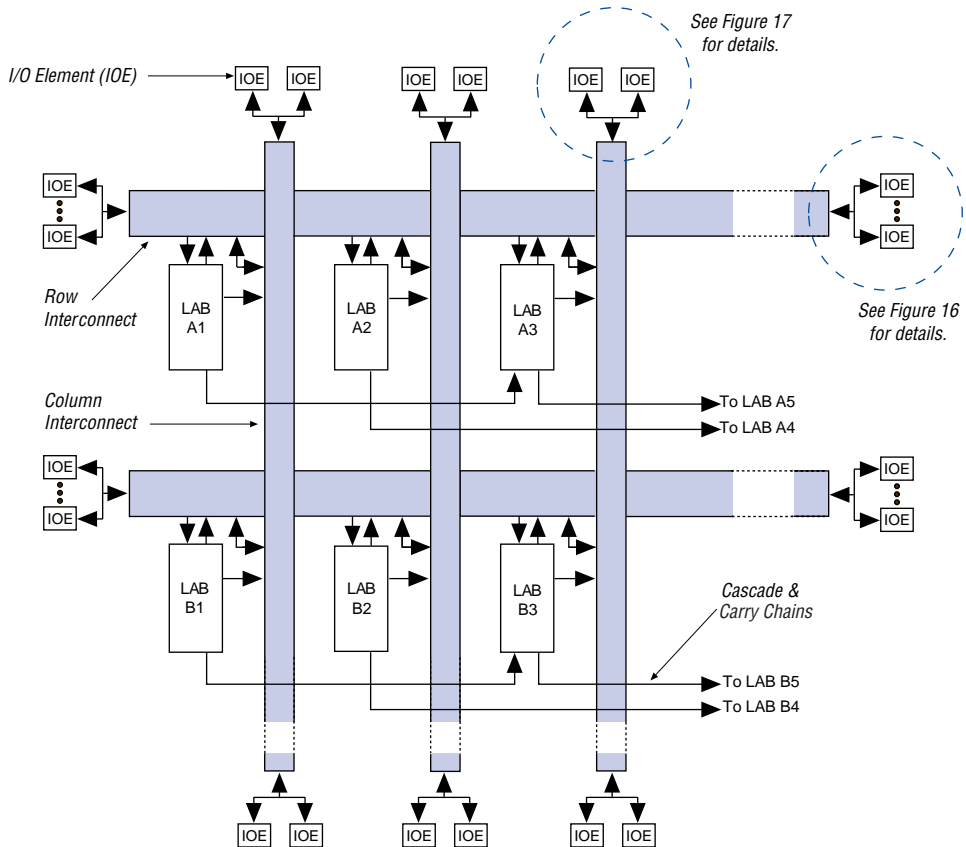 See Figure 17
for details.
I/O Element (IOE)
IOE IOE IOE IOE IOE IOE
IOE IOE
IOE IOE
Row
Interconnect
LAB
A1
LAB
A2
LAB
A3
See Figure 16
for details.
Column
Interconnect
To LAB A5
To LAB A4
IOE IOE
IOE IOE
LAB
B1
LAB
B2
LAB
B3
Cascade &
Carry Chains
To LAB B5
To LAB B4
IOE IOE IOE IOE IOE IOE